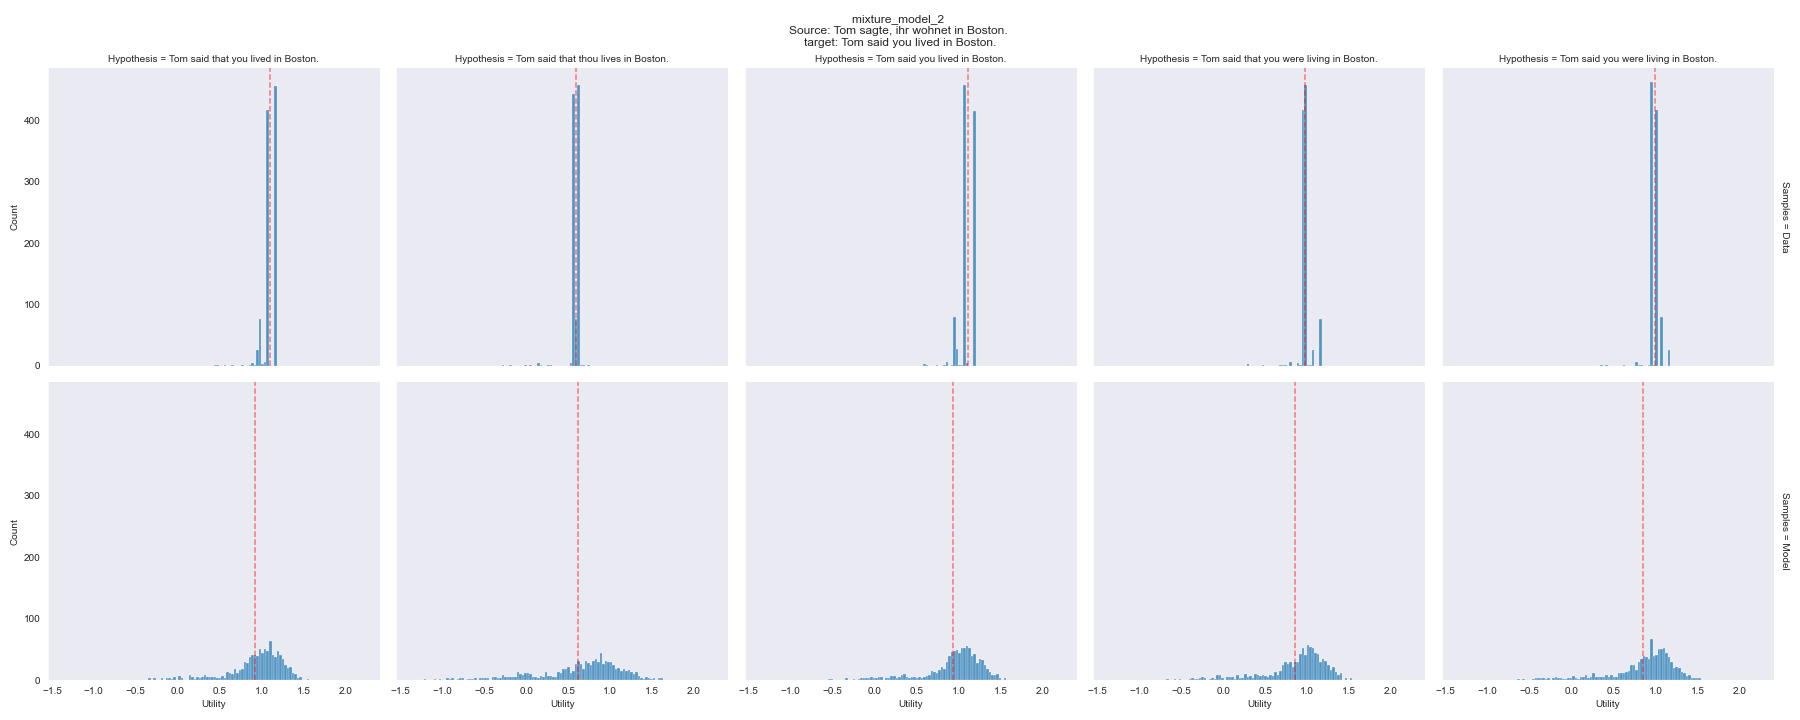 mixture_model_2
Source: Tom sagte, ihr wohnet in Boston.
target: Tom said you lived in Boston.
Hypothesis = Tom said that you lived in Boston.
Hypothesis = Tom said that thou lives in Boston.
Hypothesis = Tom said you lived in Boston.
Hypothesis = Tom said that you were living in Boston.
Hypothesis = Tom said you were living in Boston.
400
300
200
100
0
Count
Samples = Data
400
300
200
100
0
Count
Samples = Model
−1.5 −1.0 −0.5 0.0 0.5 1.0 1.5 2.0
−1.5 −1.0 −0.5 0.0 0.5 1.0 1.5 2.0
−1.5 −1.0 −0.5 0.0 0.5 1.0 1.5 2.0
−1.5 −1.0 −0.5 0.0 0.5 1.0 1.5 2.0
−1.5 −1.0 −0.5 0.0 0.5 1.0 1.5 2.0
Utility
Utility
Utility
Utility
Utility